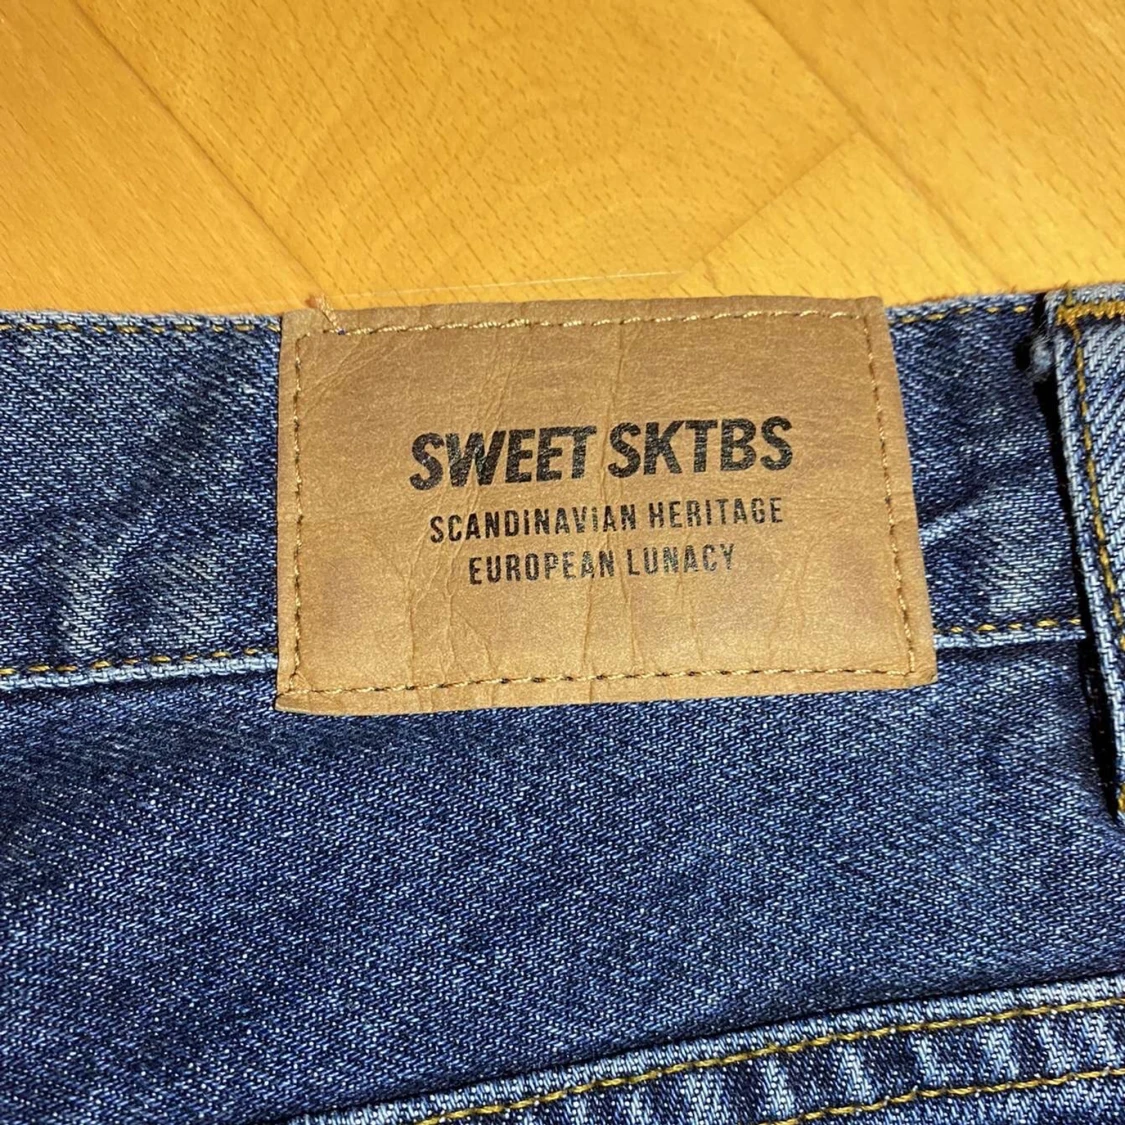 SWEET SKTBS
SCANDINAVIAN HERITAGE
EUROPEAN LUNACY